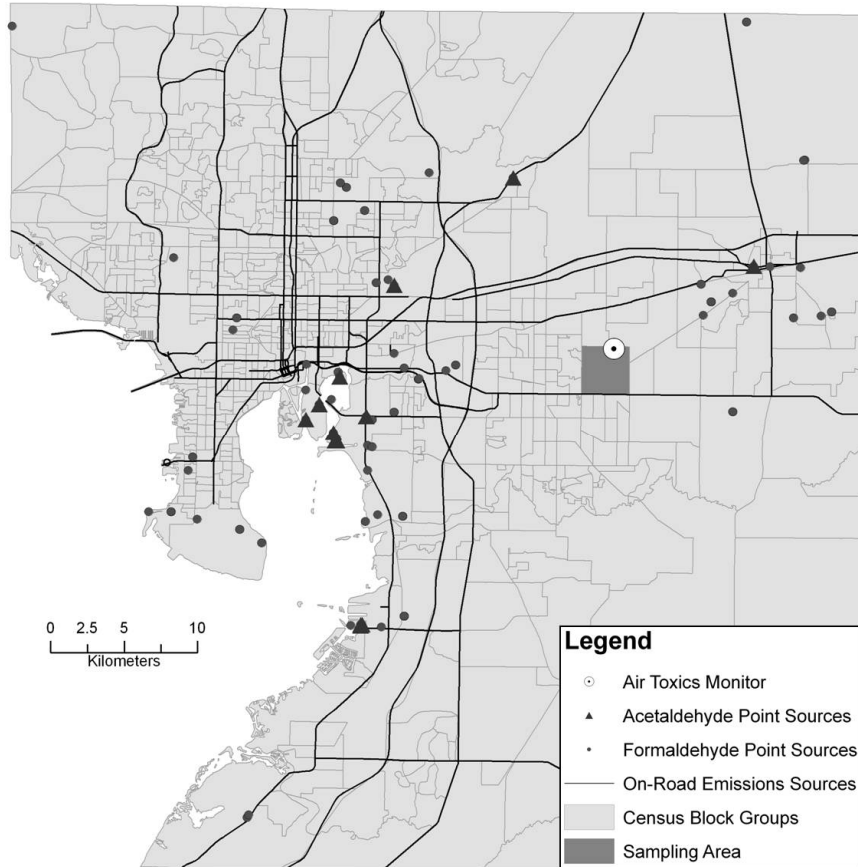 0 2.5 5 10
Kilometers
Legend
Air Toxics Monitor
Acetaldehyde Point Sources
Formaldehyde Point Sources
On-Road Emissions Sources
Census Block Groups
Sampling Area